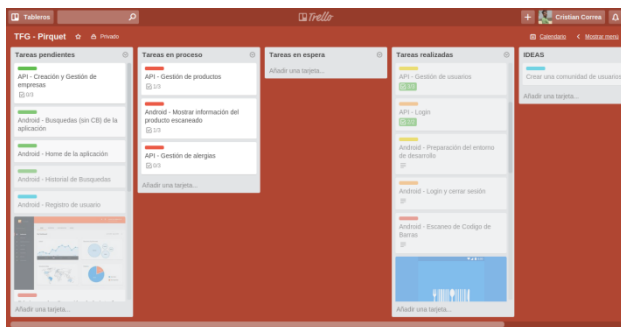 Tableros
Trello
Cristian Correa
TFG - Pirquet
Privado
Calendario
Mostrar menú
Tareas pendientes
API - Creación y Gestión de
empresas
0/3
Android - Busquedas (sin CB) de la
aplicación
Android - Home de la aplicación
Android - Historial de Busquedas
Android - Registro de usuario
Añadir una tarjeta...
Tareas en proceso
API - Gestión de productos
1/3
Android - Mostrar información del
producto escaneado
1/3
API - Gestión de alergias
0/3
Añadir una tarjeta...
Tareas en espera
Añadir una tarjeta...
Tareas realizadas
API - Gestión de usuarios
API - Login
Android - Preparación del entorno
de desarrollo
Android - Login y cerrar sesión
Android - Escaneo de Codigo de
Barras
Añadir una tarjeta...
IDEAS
Crear una comunidad de usuarios
Añadir una tarjeta...